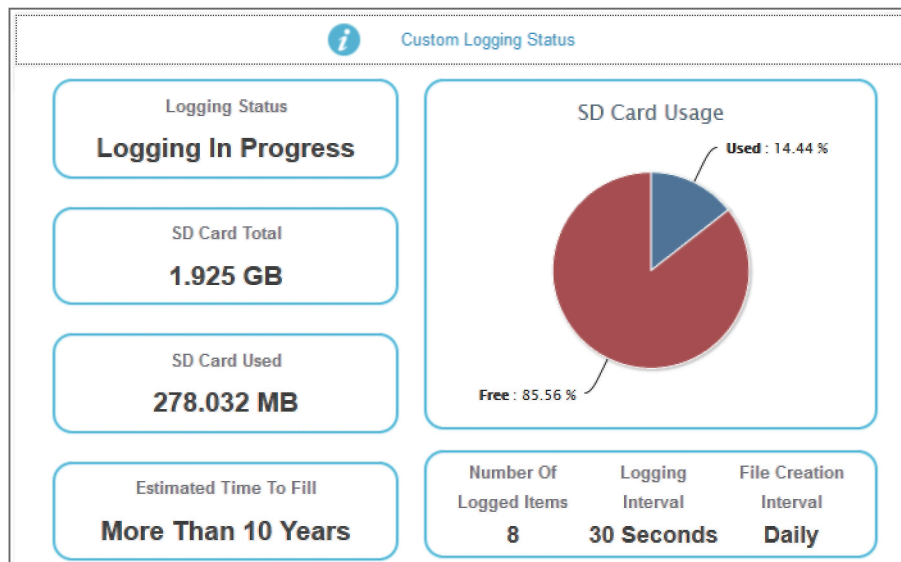 i Custom Logging Status
Logging Status
Logging In Progress
SD Card Total
1.925 GB
SD Card Used
278.032 MB
Estimated Time To Fill
More Than 10 Years
SD Card Usage
Used : 14.44 %
Free : 85.56 %
Number Of Logging File Creation
Logged Items Interval Interval
8 30 Seconds Daily